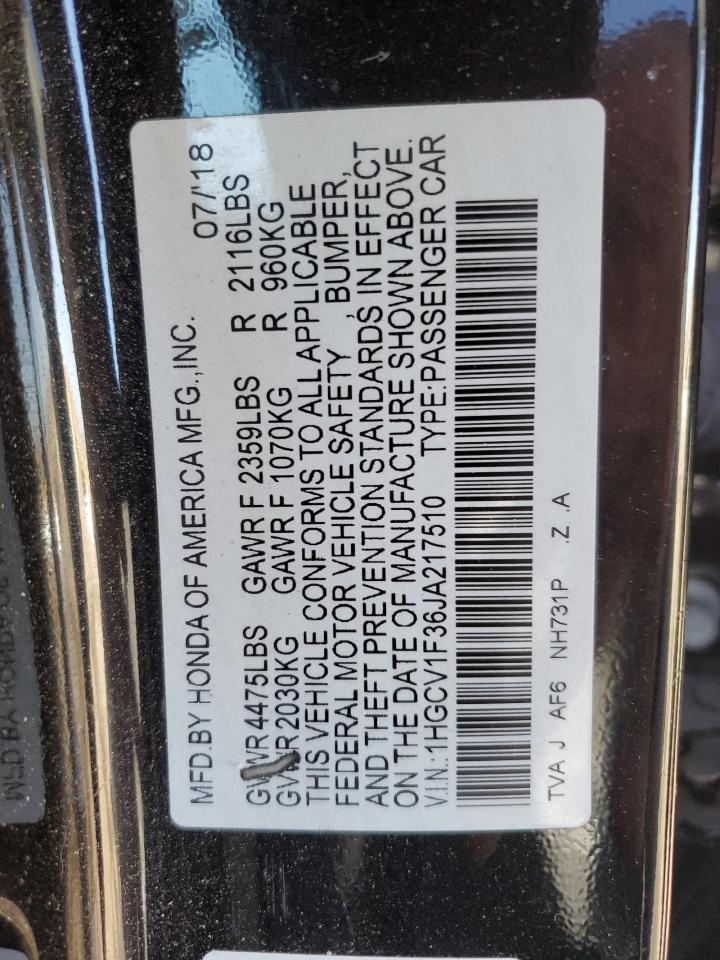 MFD.BY HONDA OF AMERICA MFG.,INC. 07/'18
GVWR 4475LBS GAWR F 2359LBS R 2116LBS
GVWR 2030KG GAWR F 1070KG R 960KG
THIS VEHICLE CONFORMS TO ALL APPLICABLE
FEDERAL MOTOR VEHICLE SAFETY , BUMPER,
AND THEFT PREVENTION STANDARDS IN EFFECT
ON THE DATE OF MANUFACTURE SHOWN ABOVE.
V.I.N.:1HGCV1F36JA217510 TYPE:PASSENGER CAR
TVA J AF6 NH731P .Z .A